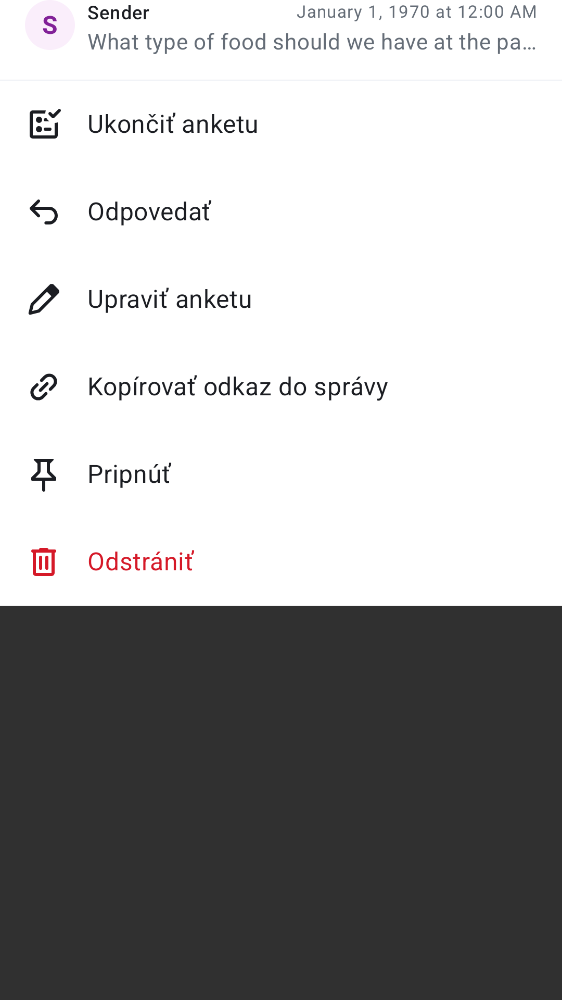 S
Sender
January 1, 1970 at 12:00 AM
What type of food should we have at the pa…
Ukončiť anketu
Odpovedať
Upraviť anketu
Kopírovať odkaz do správy
Pripnúť
Odstrániť